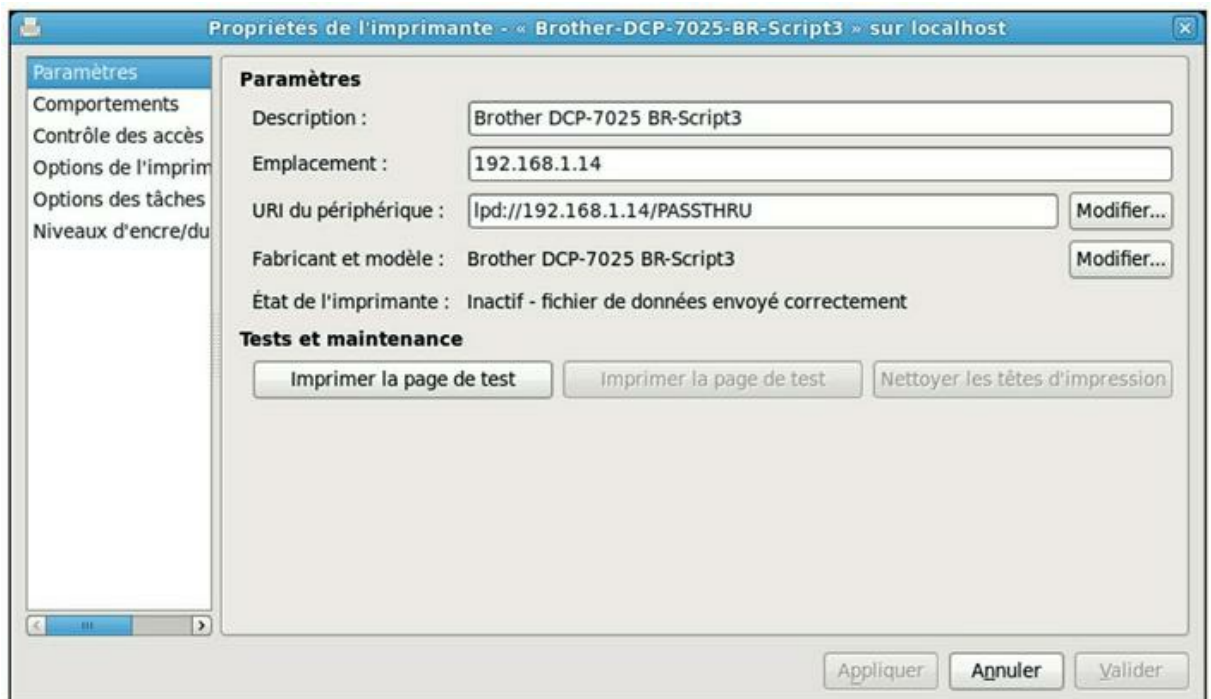 Propriétés de l'imprimante - « Brother-DCP-7025-BR-Script3 » sur localhost
Paramètres
Comportements
Contrôle des accès
Options de l'imprim
Options des tâches
Niveaux d'encre/du
Paramètres
Description : Brother DCP-7025 BR-Script3
Emplacement : 192.168.1.14
URI du périphérique : lpd://192.168.1.14/PASSTHRU Modifier...
Fabricant et modèle : Brother DCP-7025 BR-Script3 Modifier...
État de l'imprimante : Inactif - fichier de données envoyé correctement
Tests et maintenance
Imprimer la page de test Imprimer la page de test Nettoyer les têtes d'impression
Appliquer Annuler Valider